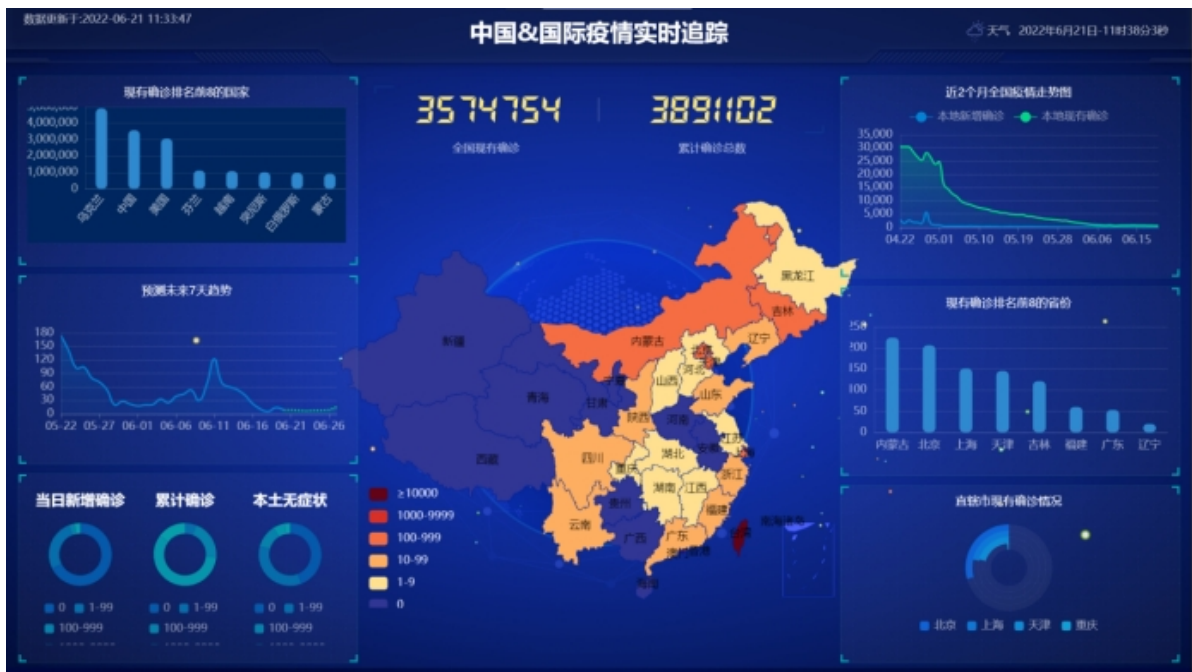 数据更新于:2022-06-21 11:33:47
中国&国际疫情实时追踪
天气 2022年6月21日-11时38分3秒
现有确诊排名前8的国家
5,000,000
4,000,000
3,000,000
2,000,000
1,000,000
0
乌克兰
中国
美国
芬兰
越南
突尼斯
白俄罗斯
蒙古
预测未来7天趋势
180
150
120
90
60
30
0
05-22 05-27 06-01 06-06 06-11 06-16 06-21 06-26
当日新增确诊 累计确诊 本土无症状
0 1-99
100-999
0 1-99
100-999
0 1-99
100-999
3574754
全国现有确诊
3891102
累计确诊总数
黑龙江
吉林
辽宁
内蒙古
新疆
北京
天津
河北
山西
宁夏
山东
青海
甘肃
陕西
河南
江苏
安徽
上海
西藏
四川
湖北
重庆
浙江
湖南
江西
贵州
福建
云南
广西
广东
台湾
南海诸岛
澳门
香港
海南
≥10000
1000-9999
100-999
10-99
1-9
0
近2个月全国疫情走势图
本地新增确诊 本地现有确诊
35,000
30,000
25,000
20,000
15,000
10,000
5,000
0
04.22 05.01 05.10 05.19 05.28 06.06 06.15
现有确诊排名前8的省份
250
200
150
100
50
0
内蒙古 北京 上海 天津 吉林 福建 广东 辽宁
直辖市现有确诊情况
北京 上海 天津 重庆